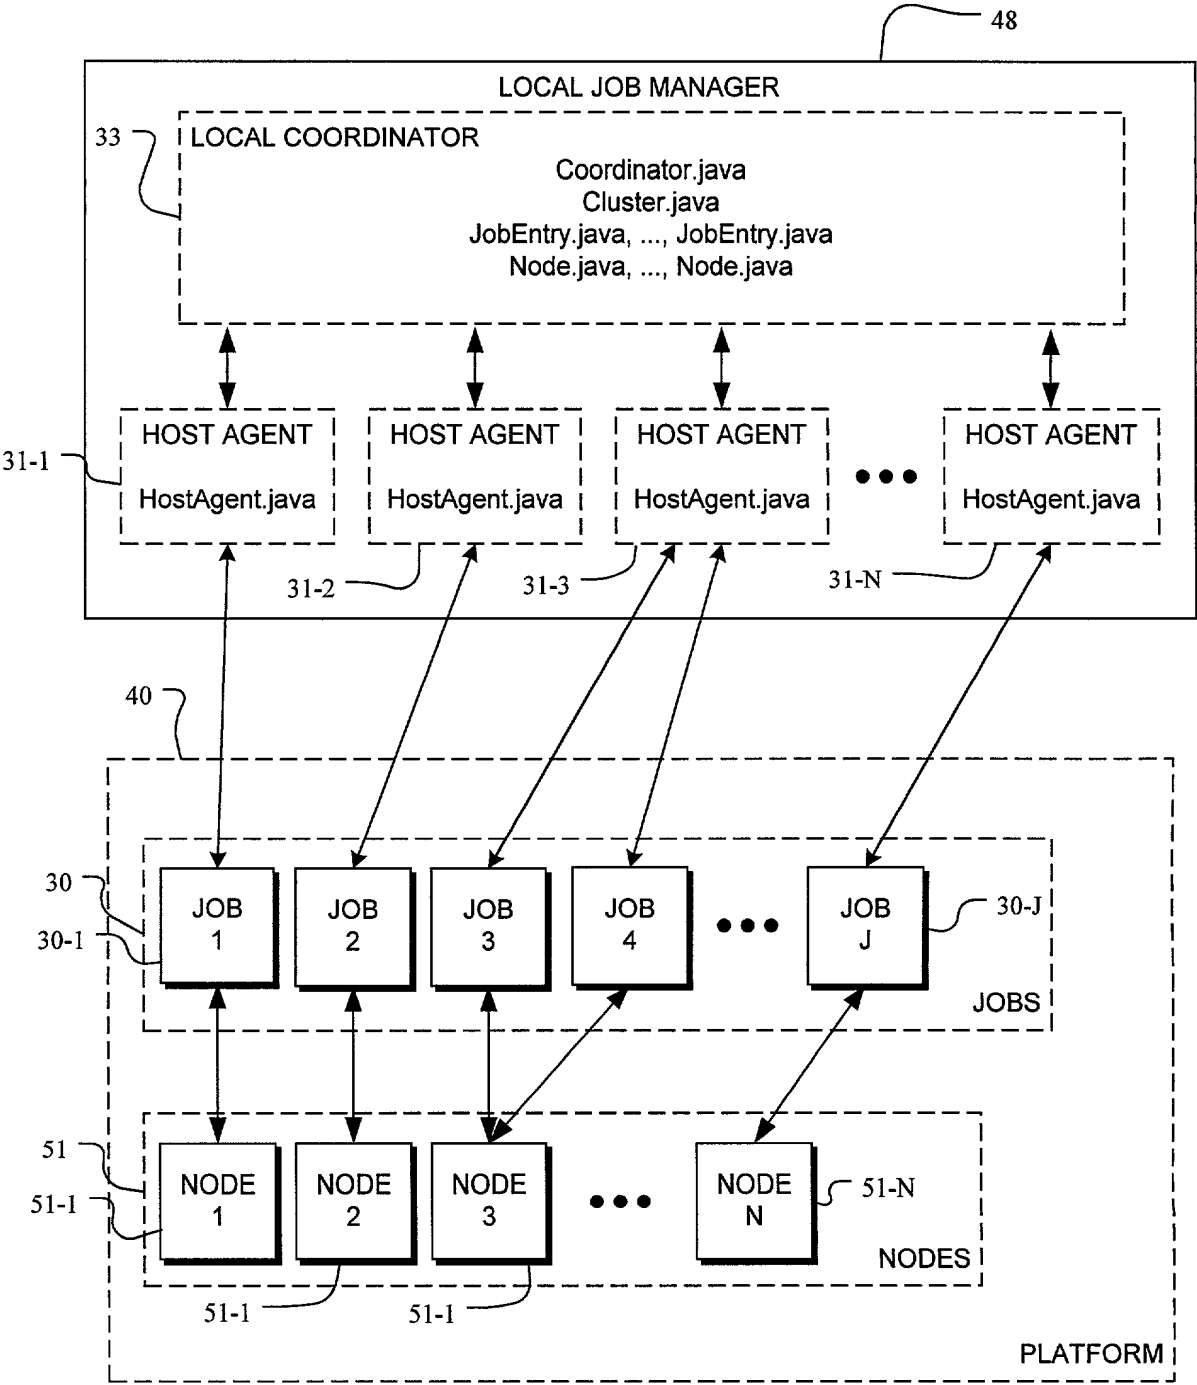 48
LOCAL JOB MANAGER
33
LOCAL COORDINATOR
Coordinator.java
Cluster.java
JobEntry.java, ..., JobEntry.java
Node.java, ..., Node.java
HOST AGENT
HostAgent.java
31-1
HOST AGENT
HostAgent.java
31-2
HOST AGENT
HostAgent.java
31-3
HOST AGENT
HostAgent.java
31-N
40
30
30-1
JOB
1
JOB
2
JOB
3
JOB
4
JOB
J
30-J
JOBS
51
51-1
NODE
1
NODE
2
NODE
3
NODE
N
51-N
NODES
51-1
51-1
PLATFORM